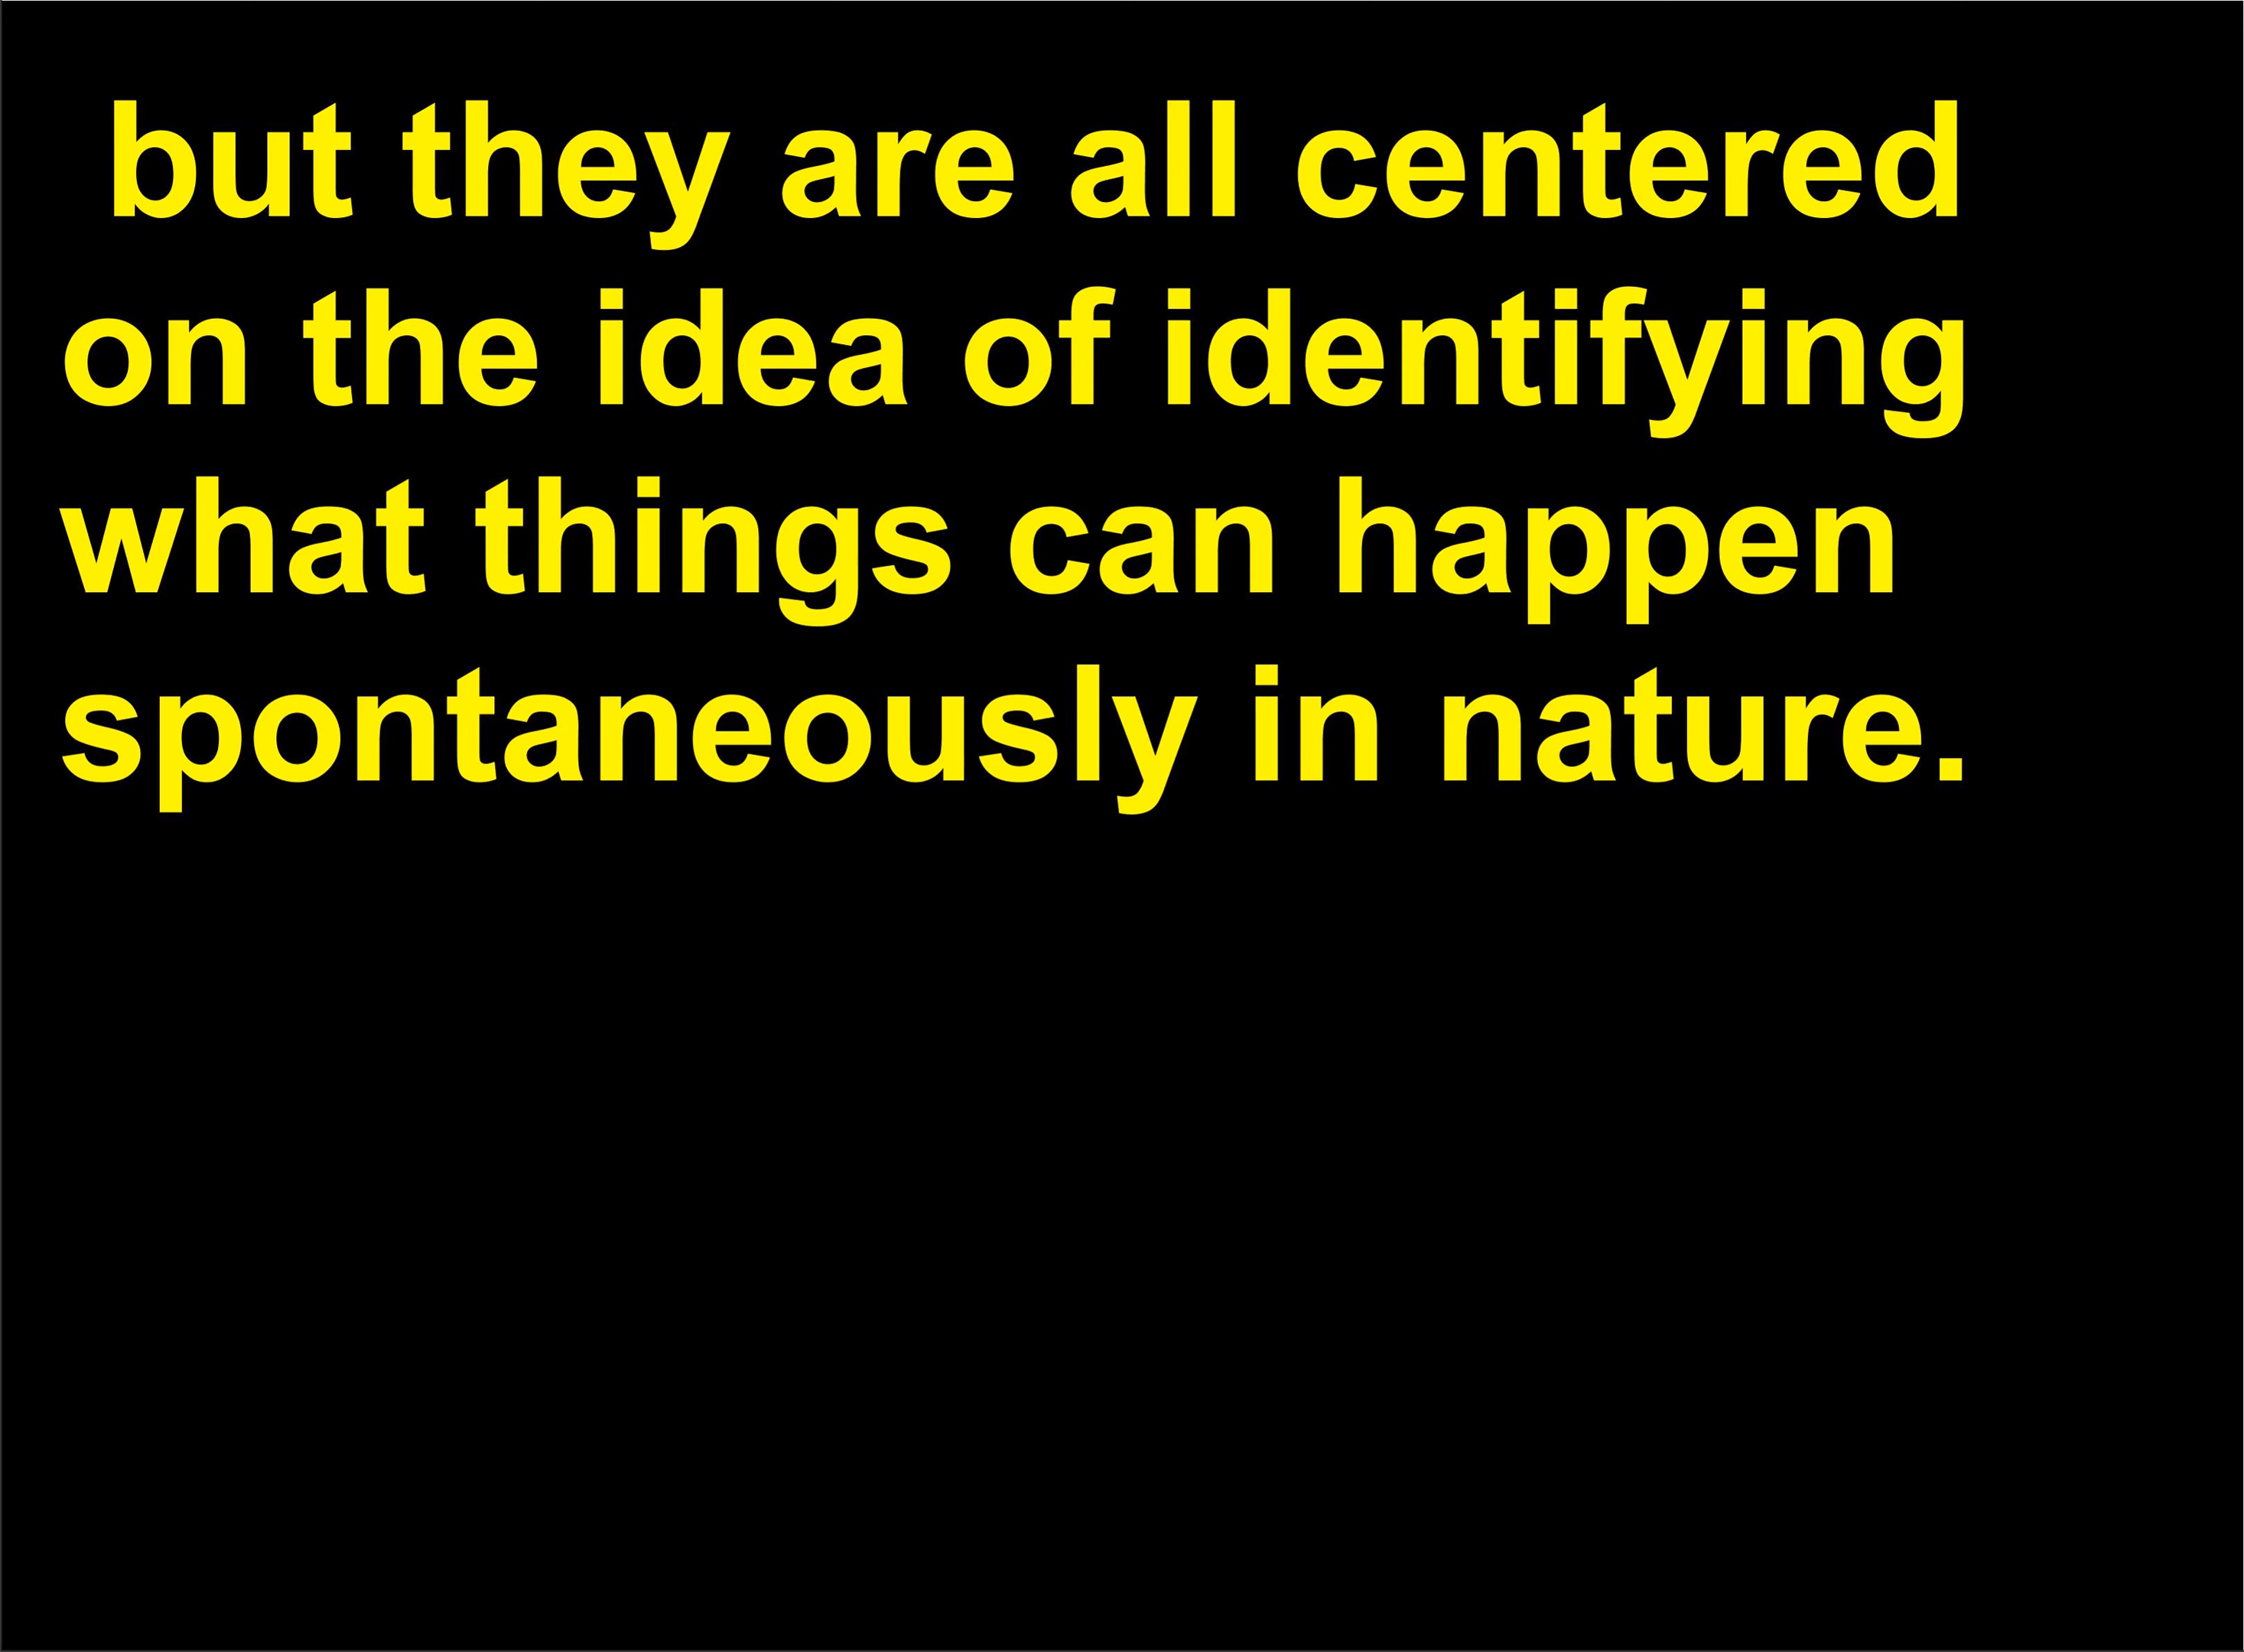 but they are all centered
on the idea of identifying
what things can happen
spontaneously in nature.